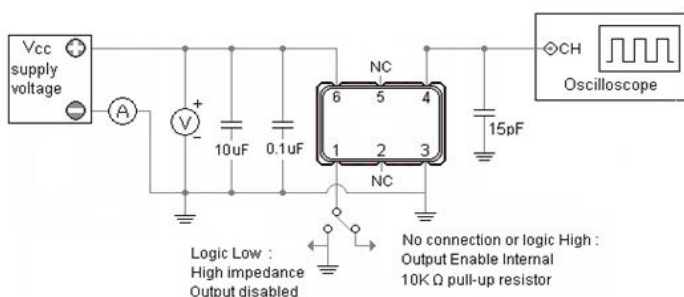 Vcc
supply
voltage
A
+
V
-
10uF
0.1uF
NC
6 5 4
1 2 3
NC
15pF
CH
Oscilloscope
Logic Low :
High impedance
Output disabled
No connection or logic High :
Output Enable Internal
10K Ω pull-up resistor